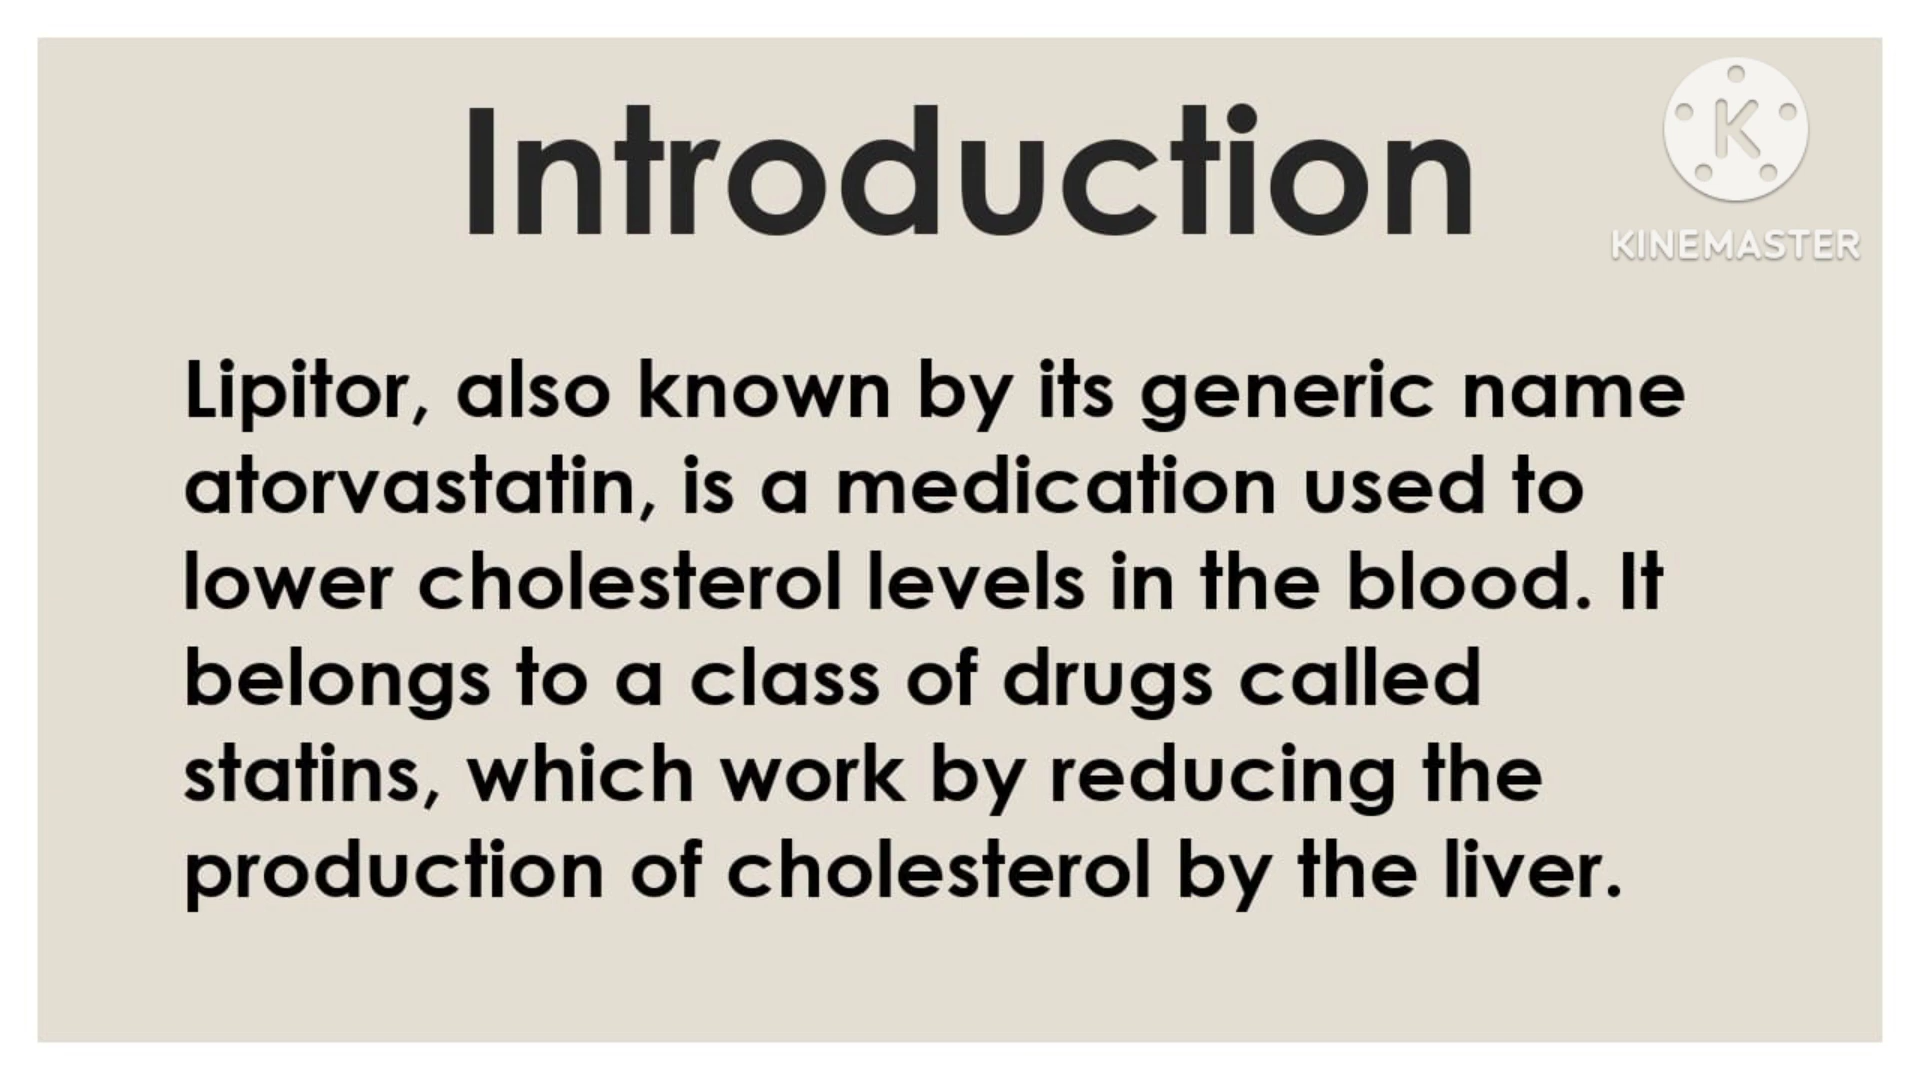 Introduction
K
KINEMASTER
Lipitor, also known by its generic name
atorvastatin, is a medication used to
lower cholesterol levels in the blood. It
belongs to a class of drugs called
statins, which work by reducing the
production of cholesterol by the liver.